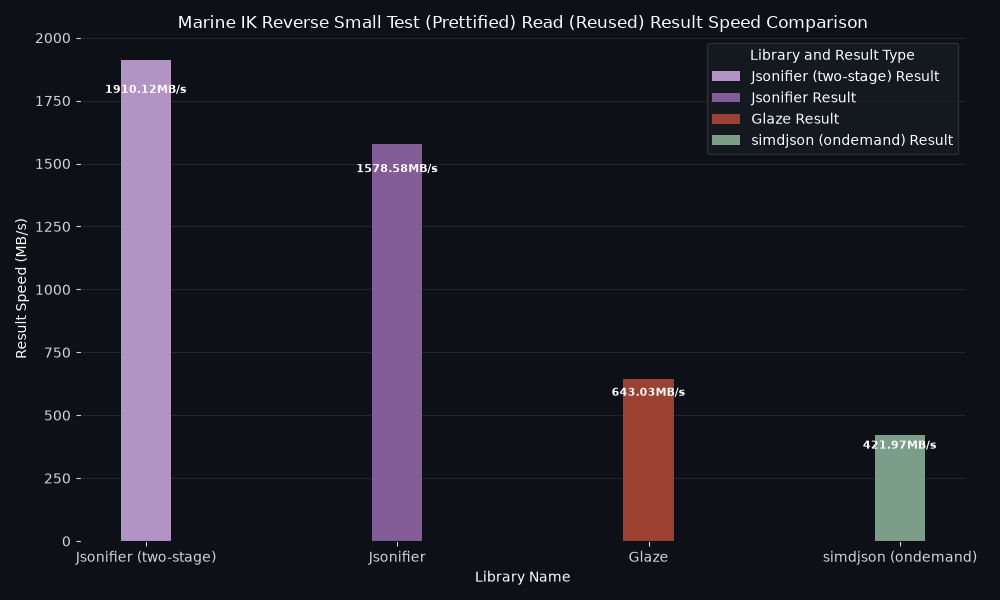 Marine IK Reverse Small Test (Prettified) Read (Reused) Result Speed Comparison
Library and Result Type
Jsonifier (two-stage) Result
Jsonifier Result
Glaze Result
simdjson (ondemand) Result
Result Speed (MB/s)
2000
1750
1500
1250
1000
750
500
250
0
1910.12MB/s
1578.58MB/s
643.03MB/s
421.97MB/s
Jsonifier (two-stage)
Jsonifier
Glaze
simdjson (ondemand)
Library Name